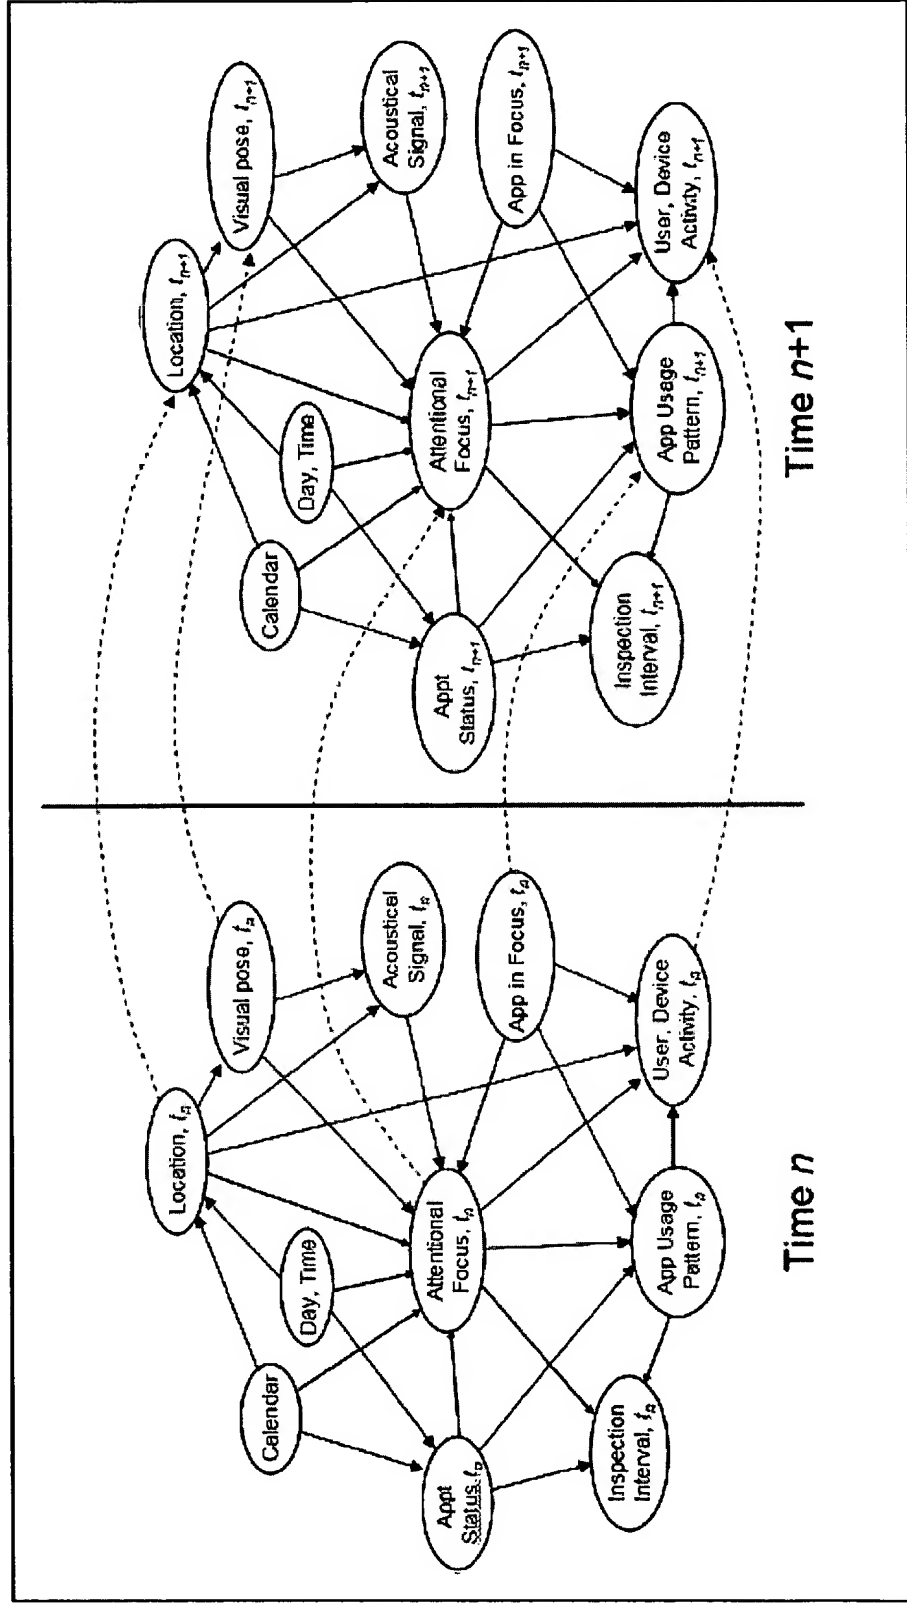 Calendar
Day, Time
Location, tn
Visual pose, tn
Acoustical
Signal, tn
Appt
Status, tn
Attentional
Focus, tn
App in Focus, tn
Inspection
Interval, tn
App Usage
Pattern, tn
User, Device
Activity, tn
Time n
Calendar
Day, Time
Location, tn+1
Visual pose, tn+1
Acoustical
Signal, tn+1
Appt
Status, tn+1
Attentional
Focus, tn+1
App in Focus, tn+1
Inspection
Interval, tn+1
App Usage
Pattern, tn+1
User, Device
Activity, tn+1
Time n+1